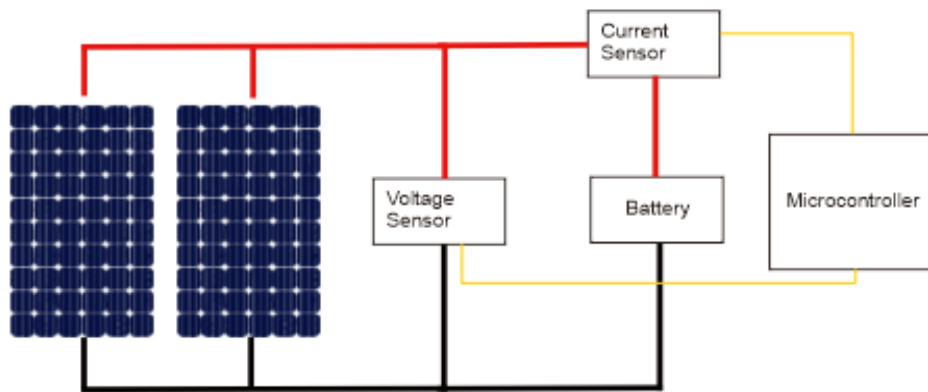 Current
Sensor
Voltage
Sensor
Battery
Microcontroller